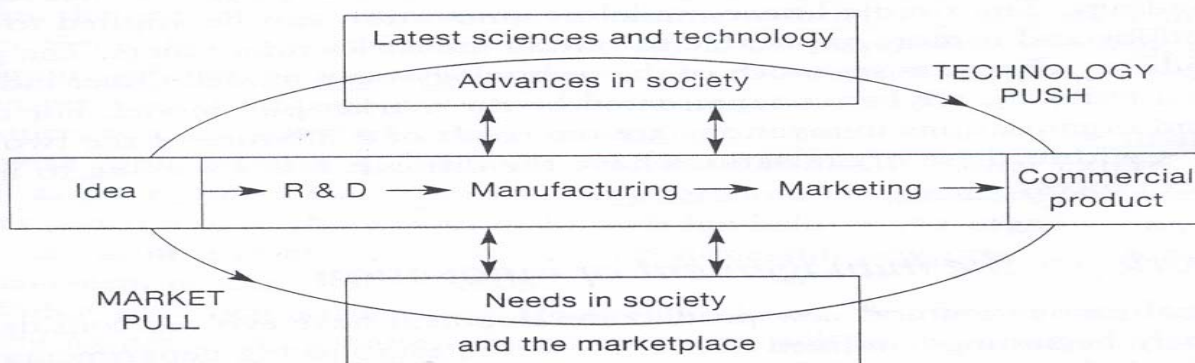 Latest sciences and technology
Advances in society
TECHNOLOGY
PUSH
Idea
R & D
Manufacturing
Marketing
Commercial
product
MARKET
PULL
Needs in society
and the marketplace